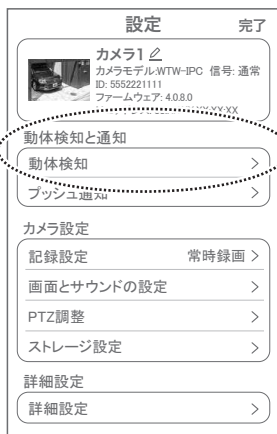 設定 完了
カメラ1
カメラモデル:WTW-IPC 信号: 通常
ID: 5552221111
ファームウェア: 4.0.8.0
動体検知と通知
動体検知
プッシュ通知
カメラ設定
記録設定 常時録画
画面とサウンドの設定
PTZ調整
ストレージ設定
詳細設定
詳細設定